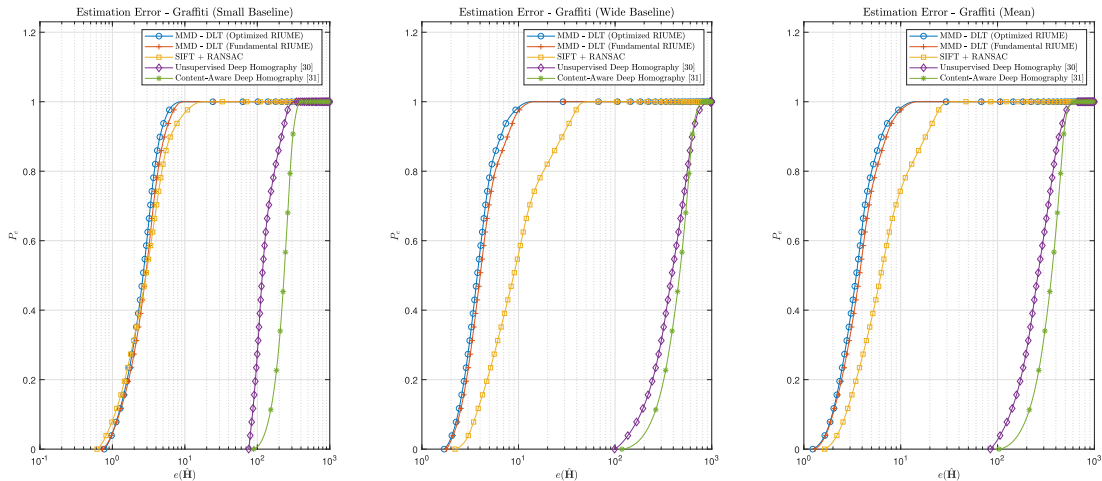 Estimation Error - Graffiti (Small Baseline)
1.2
1
0.8
0.6
0.4
0.2
0
P_e
MMD - DLT (Optimized RIUME)
MMD - DLT (Fundamental RIUME)
SIFT + RANSAC
Unsupervised Deep Homography [30]
Content-Aware Deep Homography [31]
10^-1 10^0 10^1 10^2 10^3
e(Ĥ)
Estimation Error - Graffiti (Wide Baseline)
1.2
1
0.8
0.6
0.4
0.2
0
P_e
MMD - DLT (Optimized RIUME)
MMD - DLT (Fundamental RIUME)
SIFT + RANSAC
Unsupervised Deep Homography [30]
Content-Aware Deep Homography [31]
10^0 10^1 10^2 10^3
e(Ĥ)
Estimation Error - Graffiti (Mean)
1.2
1
0.8
0.6
0.4
0.2
0
P_e
MMD - DLT (Optimized RIUME)
MMD - DLT (Fundamental RIUME)
SIFT + RANSAC
Unsupervised Deep Homography [30]
Content-Aware Deep Homography [31]
10^0 10^1 10^2 10^3
e(Ĥ)